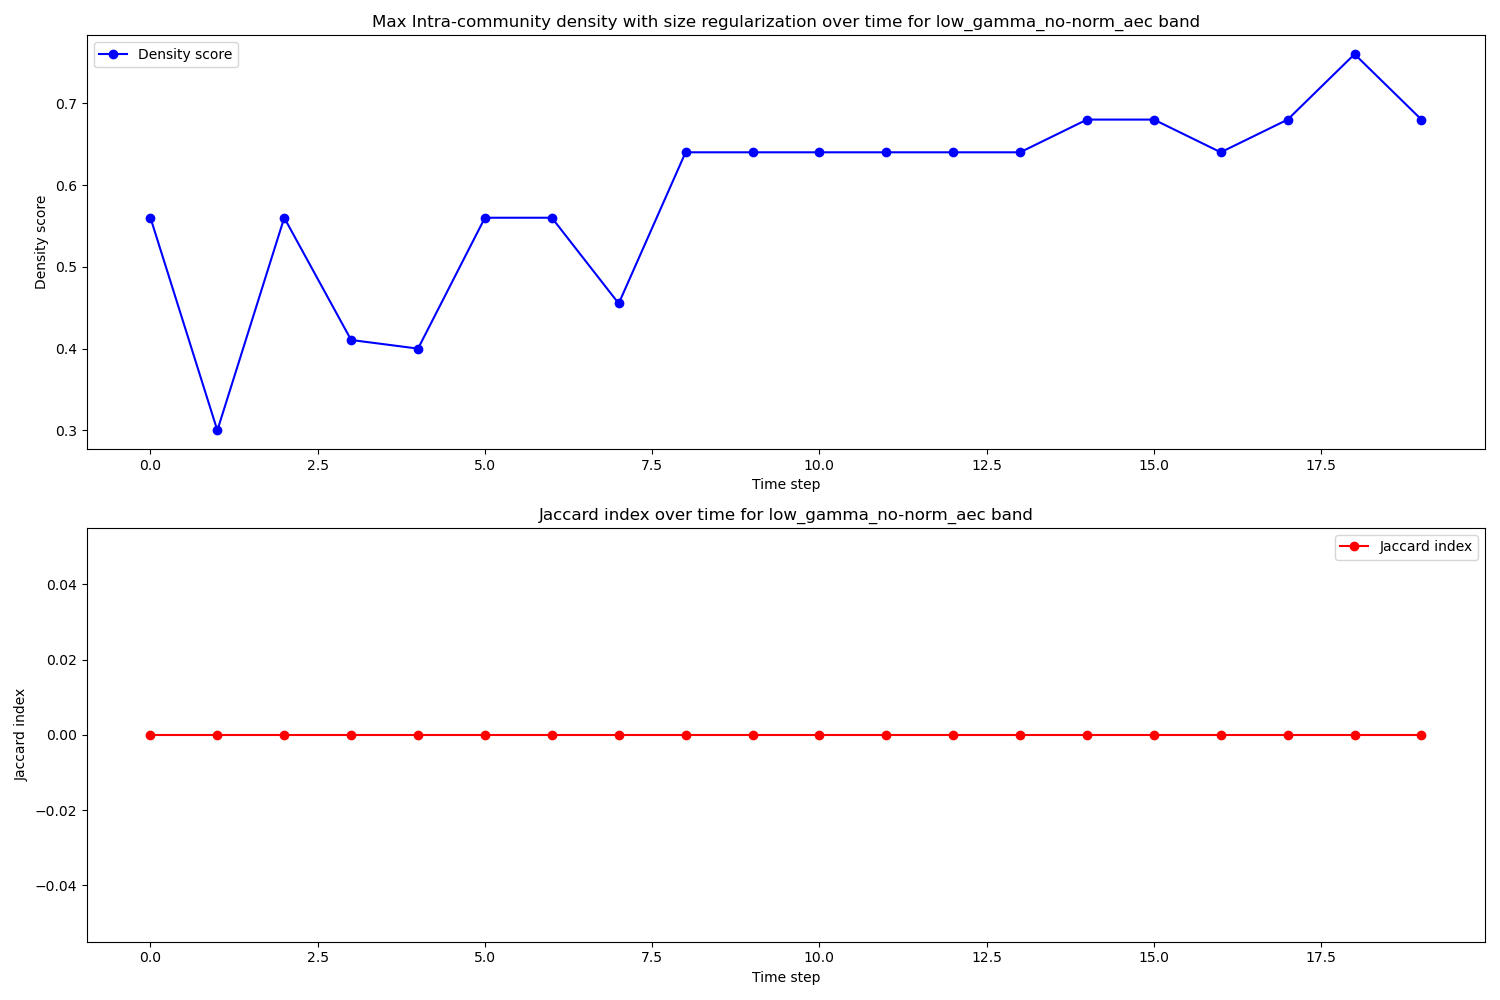 Max Intra-community density with size regularization over time for low_gamma_no-norm_aec band
Density score
Density score
0.7
0.6
0.5
0.4
0.3
0.0 2.5 5.0 7.5 10.0 12.5 15.0 17.5
Time step
Jaccard index over time for low_gamma_no-norm_aec band
Jaccard index
Jaccard index
0.04
0.02
0.00
−0.02
−0.04
0.0 2.5 5.0 7.5 10.0 12.5 15.0 17.5
Time step